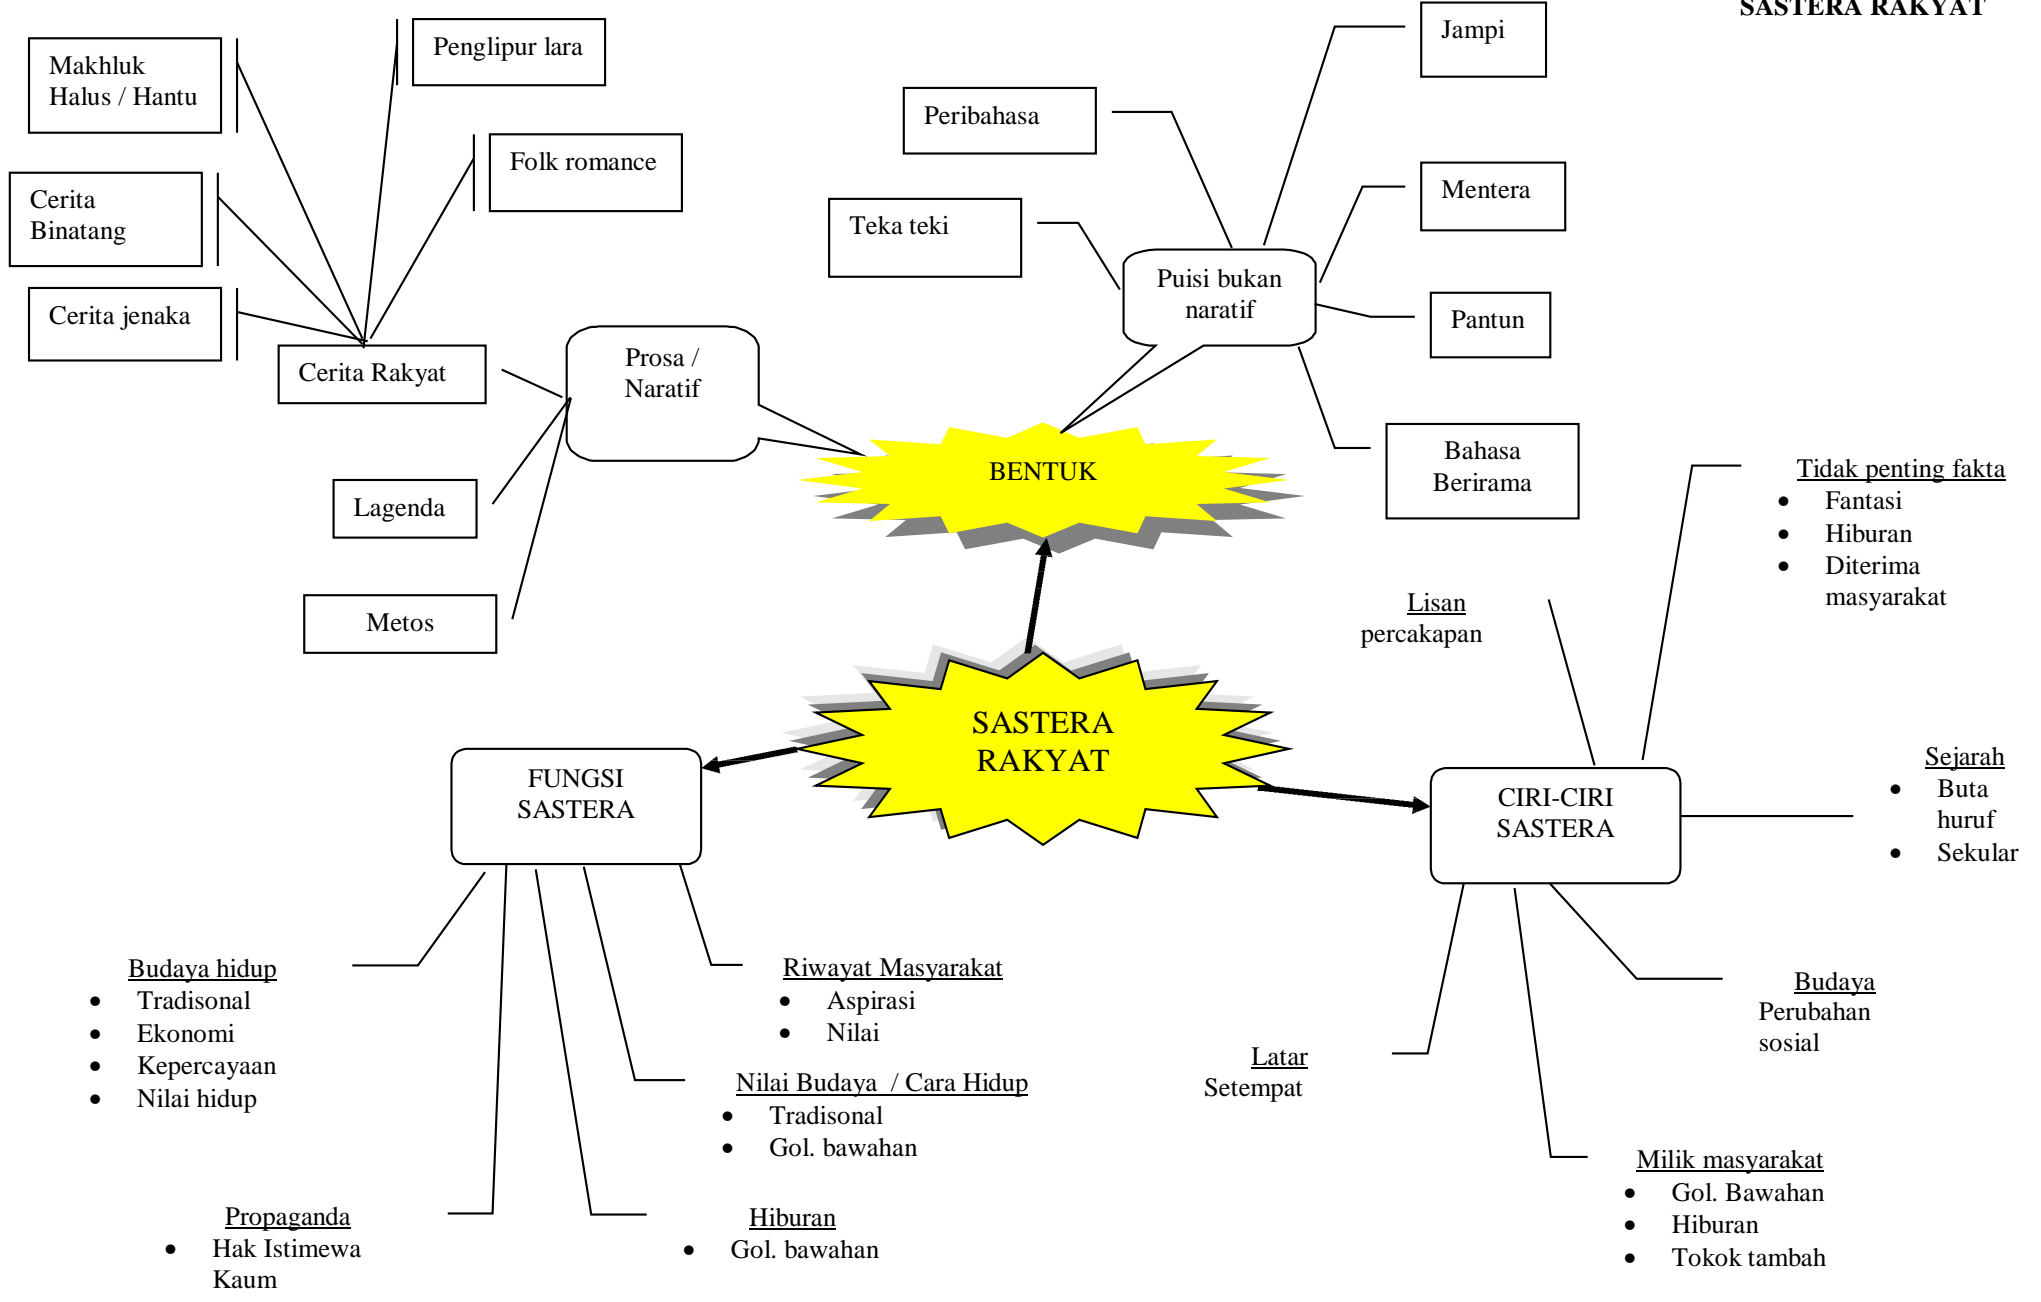 SASTERA RAKYAT
Jampi
Penglipur lara
Makhluk
Halus / Hantu
Peribahasa
Folk romance
Mentera
Cerita
Binatang
Teka teki
Puisi bukan
naratif
Cerita jenaka
Pantun
Prosa /
Naratif
Cerita Rakyat
Bahasa
Berirama
BENTUK
Lagenda
Metos
Tidak penting fakta
• Fantasi
• Hiburan
• Diterima
masyarakat
Lisan
percakapan
SASTERA
RAKYAT
FUNGSI
SASTERA
CIRI-CIRI
SASTERA
Sejarah
• Buta
huruf
• Sekular
Budaya hidup
• Tradisonal
• Ekonomi
• Kepercayaan
• Nilai hidup
Riwayat Masyarakat
• Aspirasi
• Nilai
Nilai Budaya / Cara Hidup
• Tradisonal
• Gol. bawahan
Propaganda
• Hak Istimewa
Kaum
Hiburan
• Gol. bawahan
Latar
Setempat
Budaya
Perubahan
sosial
Milik masyarakat
• Gol. Bawahan
• Hiburan
• Tokok tambah